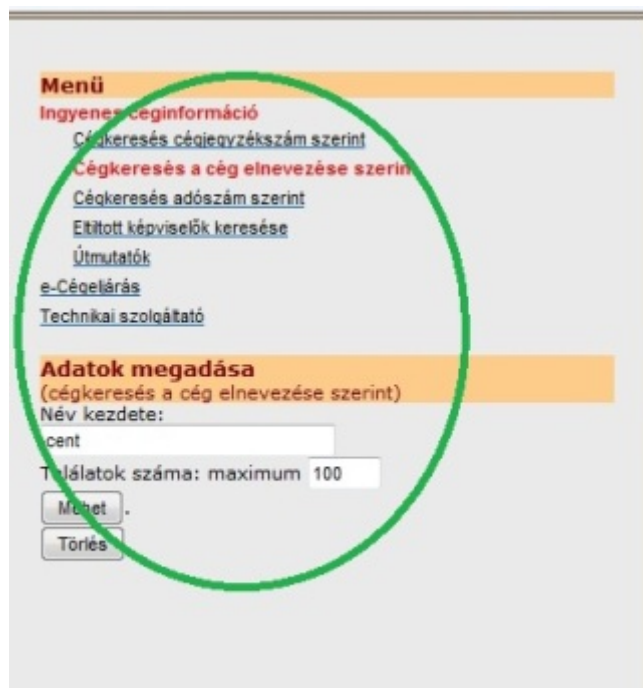 Menü
Ingyenes céginformáció
Cégkeresés cégjegyzékszám szerint
Cégkeresés a cég elnevezése szerin
Cégkeresés adószám szerint
Eltiltott képviselők keresése
Útmutatók
e-Cégeljárás
Technikai szolgáltató
Adatok megadása
(cégkeresés a cég elnevezése szerint)
Név kezdete:
cent
Találatok száma: maximum 100
Mehet .
Törlés